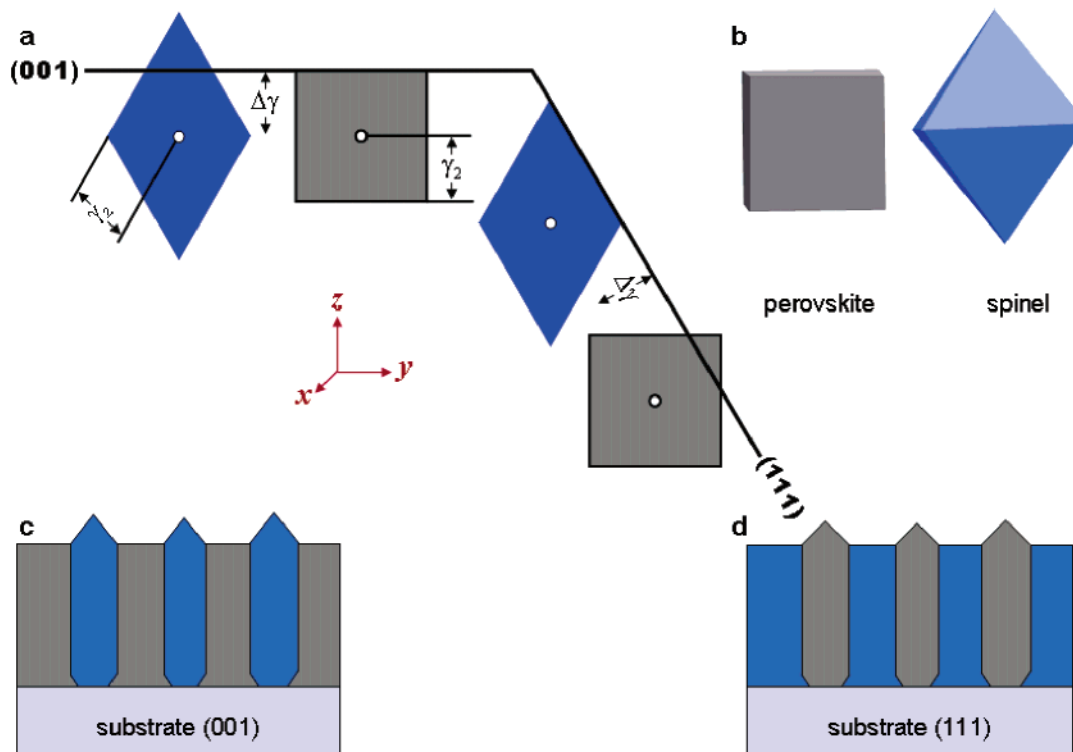 a
(001)
Δγ
γ₂
γ₂
Δγ
(111)
z
y
x
b
perovskite
spinel
c
substrate (001)
d
substrate (111)